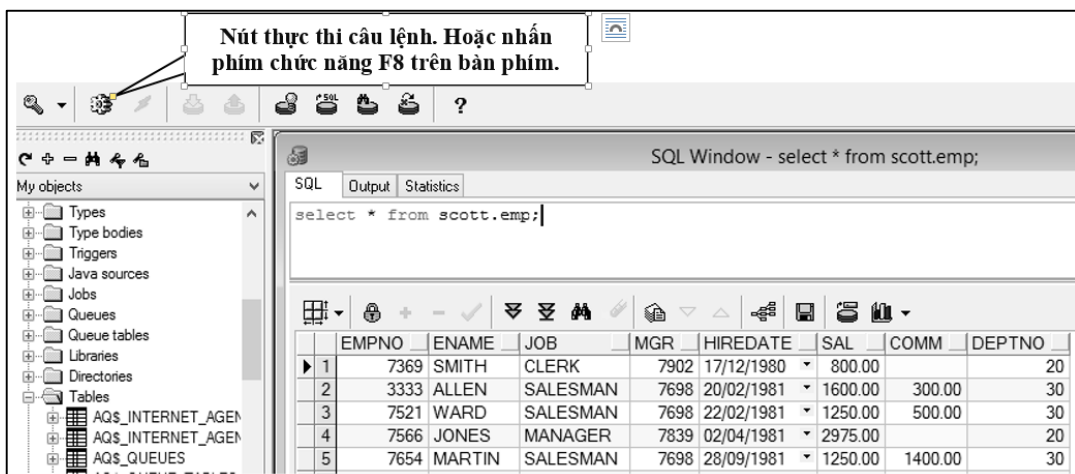 Nút thực thi câu lệnh. Hoặc nhấn
phím chức năng F8 trên bàn phím.
SQL
?
My objects
Types
Type bodies
Triggers
Java sources
Jobs
Queues
Queue tables
Libraries
Directories
Tables
AQ$_INTERNET_AGEN
AQ$_INTERNET_AGEN
AQ$_QUEUES
SQL Window - select * from scott.emp;
SQL Output Statistics
select * from scott.emp;
EMPNO ENAME JOB MGR HIREDATE SAL COMM DEPTNO
1 7369 SMITH CLERK 7902 17/12/1980 800.00 20
2 3333 ALLEN SALESMAN 7698 20/02/1981 1600.00 300.00 30
3 7521 WARD SALESMAN 7698 22/02/1981 1250.00 500.00 30
4 7566 JONES MANAGER 7839 02/04/1981 2975.00 20
5 7654 MARTIN SALESMAN 7698 28/09/1981 1250.00 1400.00 30